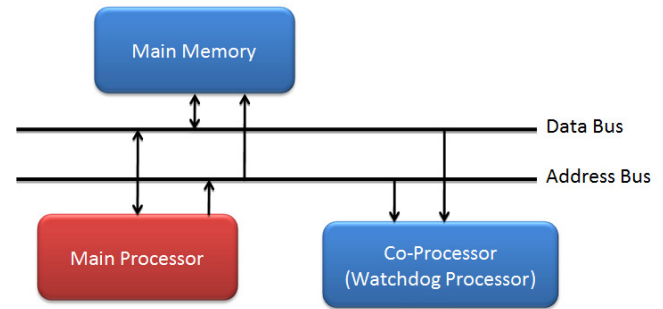 Main Memory
Data Bus
Address Bus
Main Processor
Co-Processor
(Watchdog Processor)